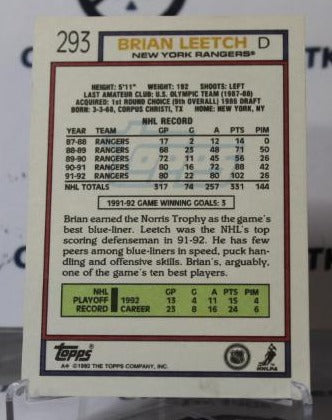 293
BRIAN LEETCH D
NEW YORK RANGERS®
HEIGHT: 5'11" WEIGHT: 192 SHOOTS: LEFT
LAST AMATEUR CLUB: U.S. OLYMPIC TEAM (1987-88)
ACQUIRED: 1st ROUND CHOICE (9th OVERALL) 1986 DRAFT
BORN: 3-3-68, CORPUS CHRISTI, TX HOME: NEW YORK, NY
NHL RECORD
YEAR TEAM GP G A PTS PIM
87-88 RANGERS 17 2 12 14 0
88-89 RANGERS 68 23 48 71 50
89-90 RANGERS 72 11 45 56 26
90-91 RANGERS 80 16 72 88 42
91-92 RANGERS 80 22 80 102 26
NHL TOTALS 317 74 257 331 144
1991-92 GAME WINNING GOALS: 3
Brian earned the Norris Trophy as the game's
best blue-liner. Leetch was the NHL's top
scoring defenseman in 91-92. He has few
peers among blue-liners in speed, puck hand-
ling and offensive skills. Brian's, arguably,
one of the game's ten best players.
NHL GP G A PTS PIM
PLAYOFF 1992 13 4 11 15 4
RECORD CAREER 23 8 16 24 6
TOPPS
A* ©1992 THE TOPPS COMPANY, INC.
NHLPA